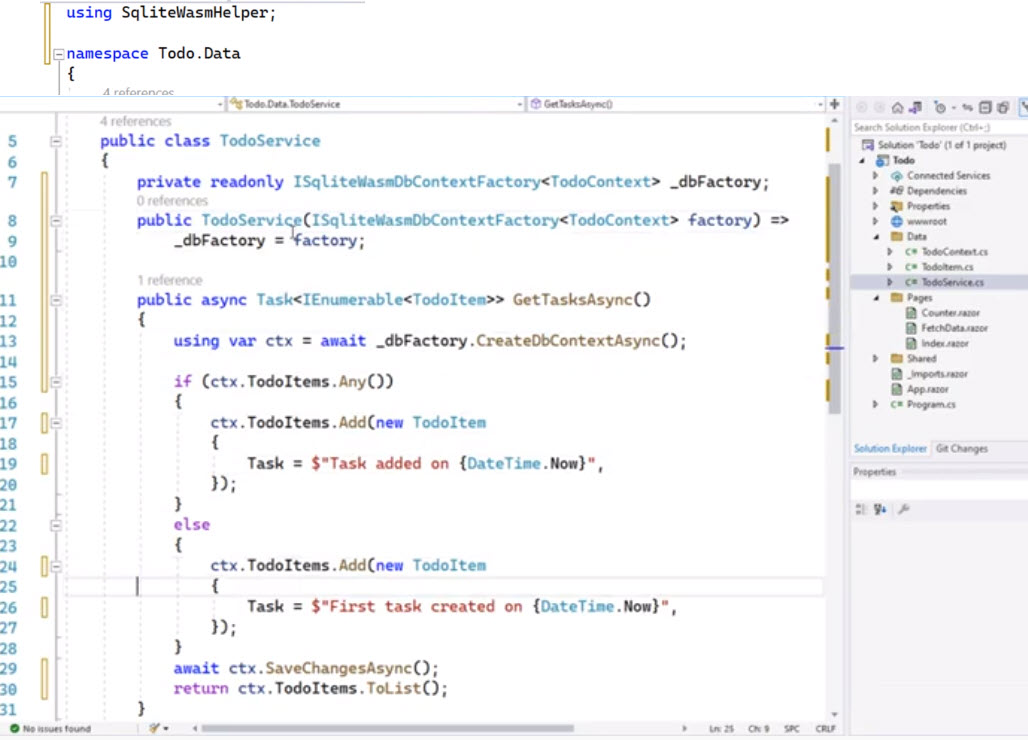 using SqliteWasmHelper;
namespace Todo.Data
{
4 references
Todo.Data.TodoService
GetTasksAsync()
4 references
5 public class TodoService
6 {
7 private readonly ISqliteWasmDbContextFactory<TodoContext> _dbFactory;
0 references
8 public TodoService(ISqliteWasmDbContextFactory<TodoContext> factory) =>
9 _dbFactory = factory;
10
1 reference
11 public async Task<IEnumerable<TodoItem>> GetTasksAsync()
12 {
13 using var ctx = await _dbFactory.CreateDbContextAsync();
14
15 if (ctx.TodoItems.Any())
16 {
17 ctx.TodoItems.Add(new TodoItem
18 {
19 Task = $"Task added on {DateTime.Now}",
20 });
21 }
22 else
23 {
24 ctx.TodoItems.Add(new TodoItem
25 {
26 Task = $"First task created on {DateTime.Now}",
27 });
28 }
29 await ctx.SaveChangesAsync();
30 return ctx.TodoItems.ToList();
31 }
No issues found
Ln: 25 Ch: 9 SPC CRLF
Search Solution Explorer (Ctrl+;)
Solution 'Todo' (1 of 1 project)
Todo
Connected Services
Dependencies
Properties
wwwroot
Data
C# TodoContext.cs
C# TodoItem.cs
C# TodoService.cs
Pages
Counter.razor
FetchData.razor
Index.razor
Shared
_Imports.razor
App.razor
C# Program.cs
Solution Explorer Git Changes
Properties